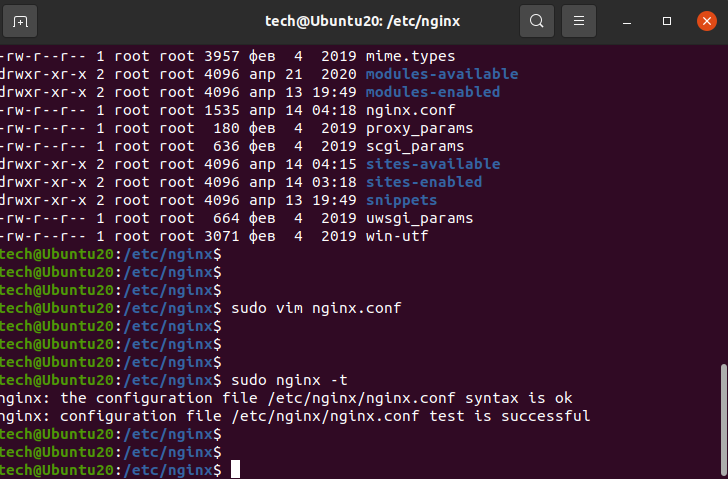 tech@Ubuntu20: /etc/nginx
-rw-r--r-- 1 root root 3957 фев  4  2019 mime.types
drwxr-xr-x 2 root root 4096 апр 21  2020 modules-available
drwxr-xr-x 2 root root 4096 апр 13 19:49 modules-enabled
-rw-r--r-- 1 root root 1535 апр 14 04:18 nginx.conf
-rw-r--r-- 1 root root  180 фев  4  2019 proxy_params
-rw-r--r-- 1 root root  636 фев  4  2019 scgi_params
drwxr-xr-x 2 root root 4096 апр 14 04:15 sites-available
drwxr-xr-x 2 root root 4096 апр 14 03:18 sites-enabled
drwxr-xr-x 2 root root 4096 апр 13 19:49 snippets
-rw-r--r-- 1 root root  664 фев  4  2019 uwsgi_params
-rw-r--r-- 1 root root 3071 фев  4  2019 win-utf
tech@Ubuntu20:/etc/nginx$
tech@Ubuntu20:/etc/nginx$
tech@Ubuntu20:/etc/nginx$
tech@Ubuntu20:/etc/nginx$ sudo vim nginx.conf
tech@Ubuntu20:/etc/nginx$
tech@Ubuntu20:/etc/nginx$
tech@Ubuntu20:/etc/nginx$
tech@Ubuntu20:/etc/nginx$ sudo nginx -t
nginx: the configuration file /etc/nginx/nginx.conf syntax is ok
nginx: configuration file /etc/nginx/nginx.conf test is successful
tech@Ubuntu20:/etc/nginx$
tech@Ubuntu20:/etc/nginx$
tech@Ubuntu20:/etc/nginx$